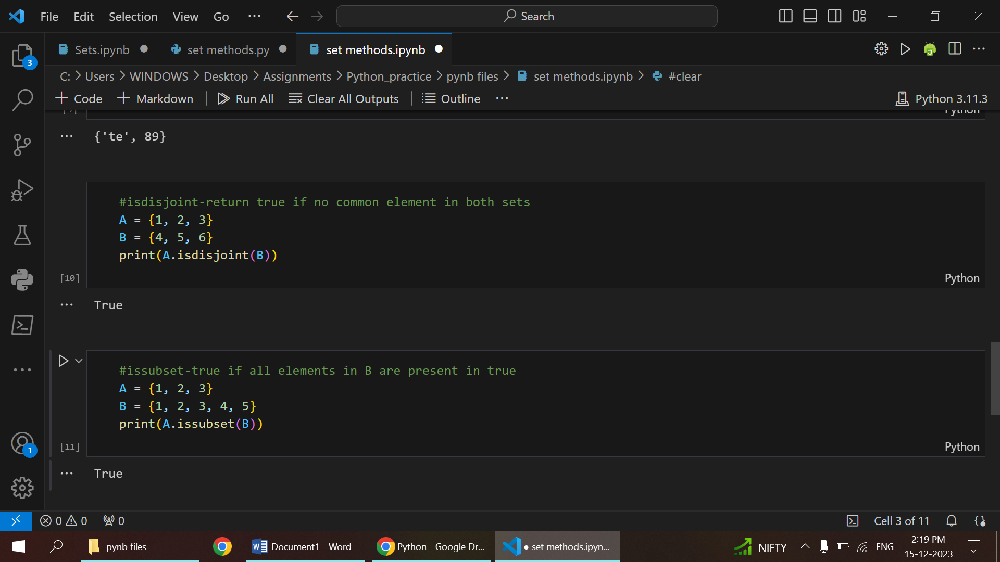 File Edit Selection View Go ··· Search
Sets.ipynb set methods.py set methods.ipynb
3
C: > Users > WINDOWS > Desktop > Assignments > Python_practice > pynb files > set methods.ipynb > #clear
+ Code + Markdown Run All Clear All Outputs Outline ··· Python 3.11.3
Python
··· {'te', 89}
#isdisjoint-return true if no common element in both sets
A = {1, 2, 3}
B = {4, 5, 6}
print(A.isdisjoint(B))
[10] Python
··· True
#issubset-true if all elements in B are present in true
A = {1, 2, 3}
B = {1, 2, 3, 4, 5}
print(A.issubset(B))
[11] Python
1
··· True
0 0 0 Cell 3 of 11
pynb files Document1 - Word Python - Google Dr... ● set methods.ipyn... NIFTY ENG 2:19 PM
15-12-2023